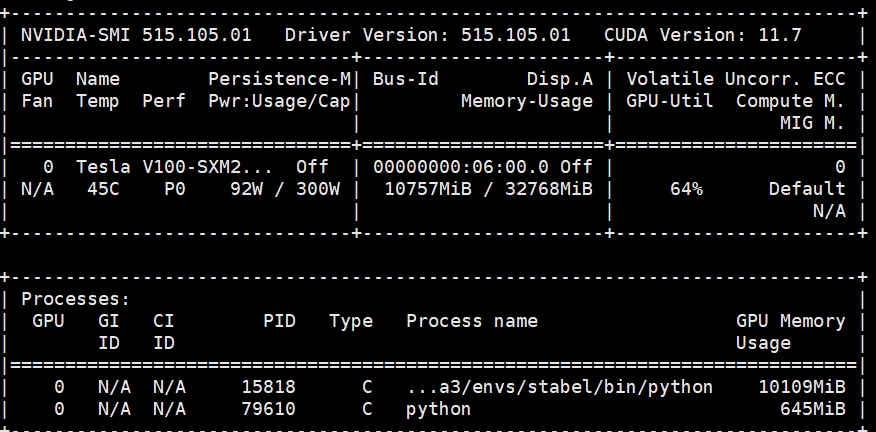 +-----------------------------------------------------------------------------+
| NVIDIA-SMI 515.105.01   Driver Version: 515.105.01   CUDA Version: 11.7     |
|-------------------------------+----------------------+----------------------+
| GPU  Name        Persistence-M| Bus-Id        Disp.A | Volatile Uncorr. ECC |
| Fan  Temp  Perf  Pwr:Usage/Cap|         Memory-Usage | GPU-Util  Compute M. |
|                               |                      |               MIG M. |
|===============================+======================+======================|
|   0  Tesla V100-SXM2...  Off  | 00000000:06:00.0 Off |                    0 |
| N/A   45C    P0    92W / 300W |  10757MiB / 32768MiB |     64%      Default |
|                               |                      |                  N/A |
+-------------------------------+----------------------+----------------------+

+-----------------------------------------------------------------------------+
| Processes:                                                                  |
|  GPU   GI   CI        PID   Type   Process name                  GPU Memory |
|        ID   ID                                                   Usage      |
|=============================================================================|
|    0   N/A  N/A     15818      C   ...a3/envs/stabel/bin/python    10109MiB |
|    0   N/A  N/A     79610      C   python                            645MiB |
+-----------------------------------------------------------------------------+